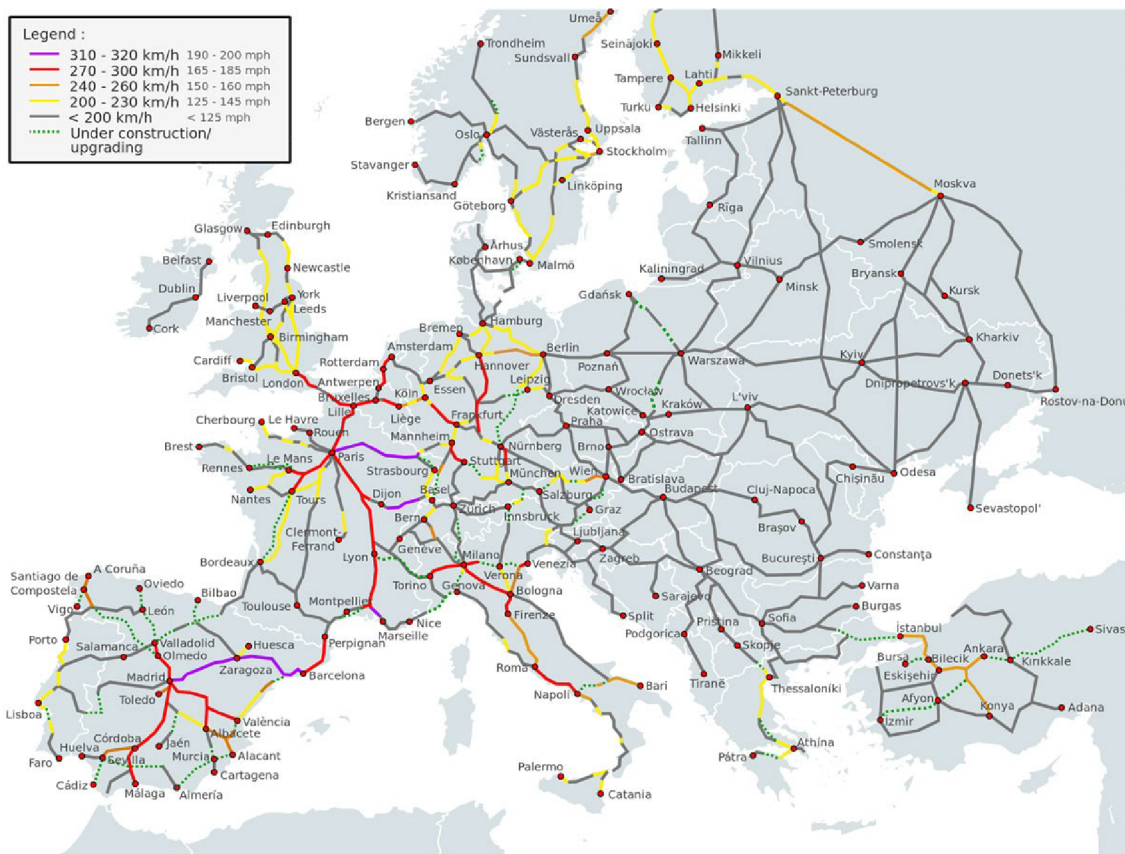 Legend :
310 - 320 km/h 190 - 200 mph
270 - 300 km/h 165 - 185 mph
240 - 260 km/h 150 - 160 mph
200 - 230 km/h 125 - 145 mph
< 200 km/h < 125 mph
Under construction/
upgrading
Umeå
Trondheim
Sundsvall
Seinäjoki
Mikkeli
Tampere
Lahti
Turku
Helsinki
Sankt-Peterburg
Bergen
Oslo
Västerås
Uppsala
Stockholm
Tallinn
Stavanger
Kristiansand
Linköping
Göteborg
Moskva
Rīga
Glasgow
Edinburgh
Århus
København
Malmö
Smolensk
Belfast
Newcastle
Kaliningrad
Vilnius
Bryansk
Dublin
Liverpool
York
Leeds
Manchester
Gdańsk
Minsk
Kursk
Cork
Birmingham
Bremen
Hamburg
Amsterdam
Rotterdam
Hannover
Berlin
Poznań
Warszawa
Kyiv
Kharkiv
Cardiff
Bristol
London
Antwerpen
Bruxelles
Lille
Köln
Essen
Leipzig
Dresden
Wrocław
Katowice
Kraków
L'viv
Dnipropetrovs'k
Donets'k
Rostov-na-Donu
Cherbourg
Le Havre
Rouen
Liège
Frankfurt
Mannheim
Praha
Ostrava
Brest
Le Mans
Paris
Nürnberg
Brno
Rennes
Strasbourg
Stuttgart
München
Wien
Bratislava
Chişinău
Odesa
Nantes
Tours
Dijon
Basel
Zürich
Salzburg
Budapest
Cluj-Napoca
Sevastopol'
Bern
Innsbruck
Graz
Clermont-
Ferrand
Genève
Ljubljana
Braşov
Bordeaux
Lyon
Milano
Zagreb
Bucureşti
Constanţa
Torino
Verona
Venezia
Beograd
Santiago de
Compostela
A Coruña
Oviedo
Bilbao
Genova
Bologna
Varna
Vigo
León
Toulouse
Montpellier
Marseille
Nice
Firenze
Sarajevo
Split
Burgas
Porto
Valladolid
Huesca
Perpignan
Pristina
Sofia
Podgorica
Skopje
İstanbul
Sivas
Salamanca
Olmedo
Zaragoza
Barcelona
Roma
Bursa
Bilecik
Ankara
Kırıkkale
Madrid
Toledo
Napoli
Bari
Tiranë
Thessaloníki
Eskişehir
Afyon
Lisboa
València
İzmir
Konya
Adana
Albacete
Córdoba
Huelva
Sevilla
Jaén
Murcia
Alacant
Faro
Cartagena
Athína
Pátra
Cádiz
Málaga
Almería
Palermo
Catania